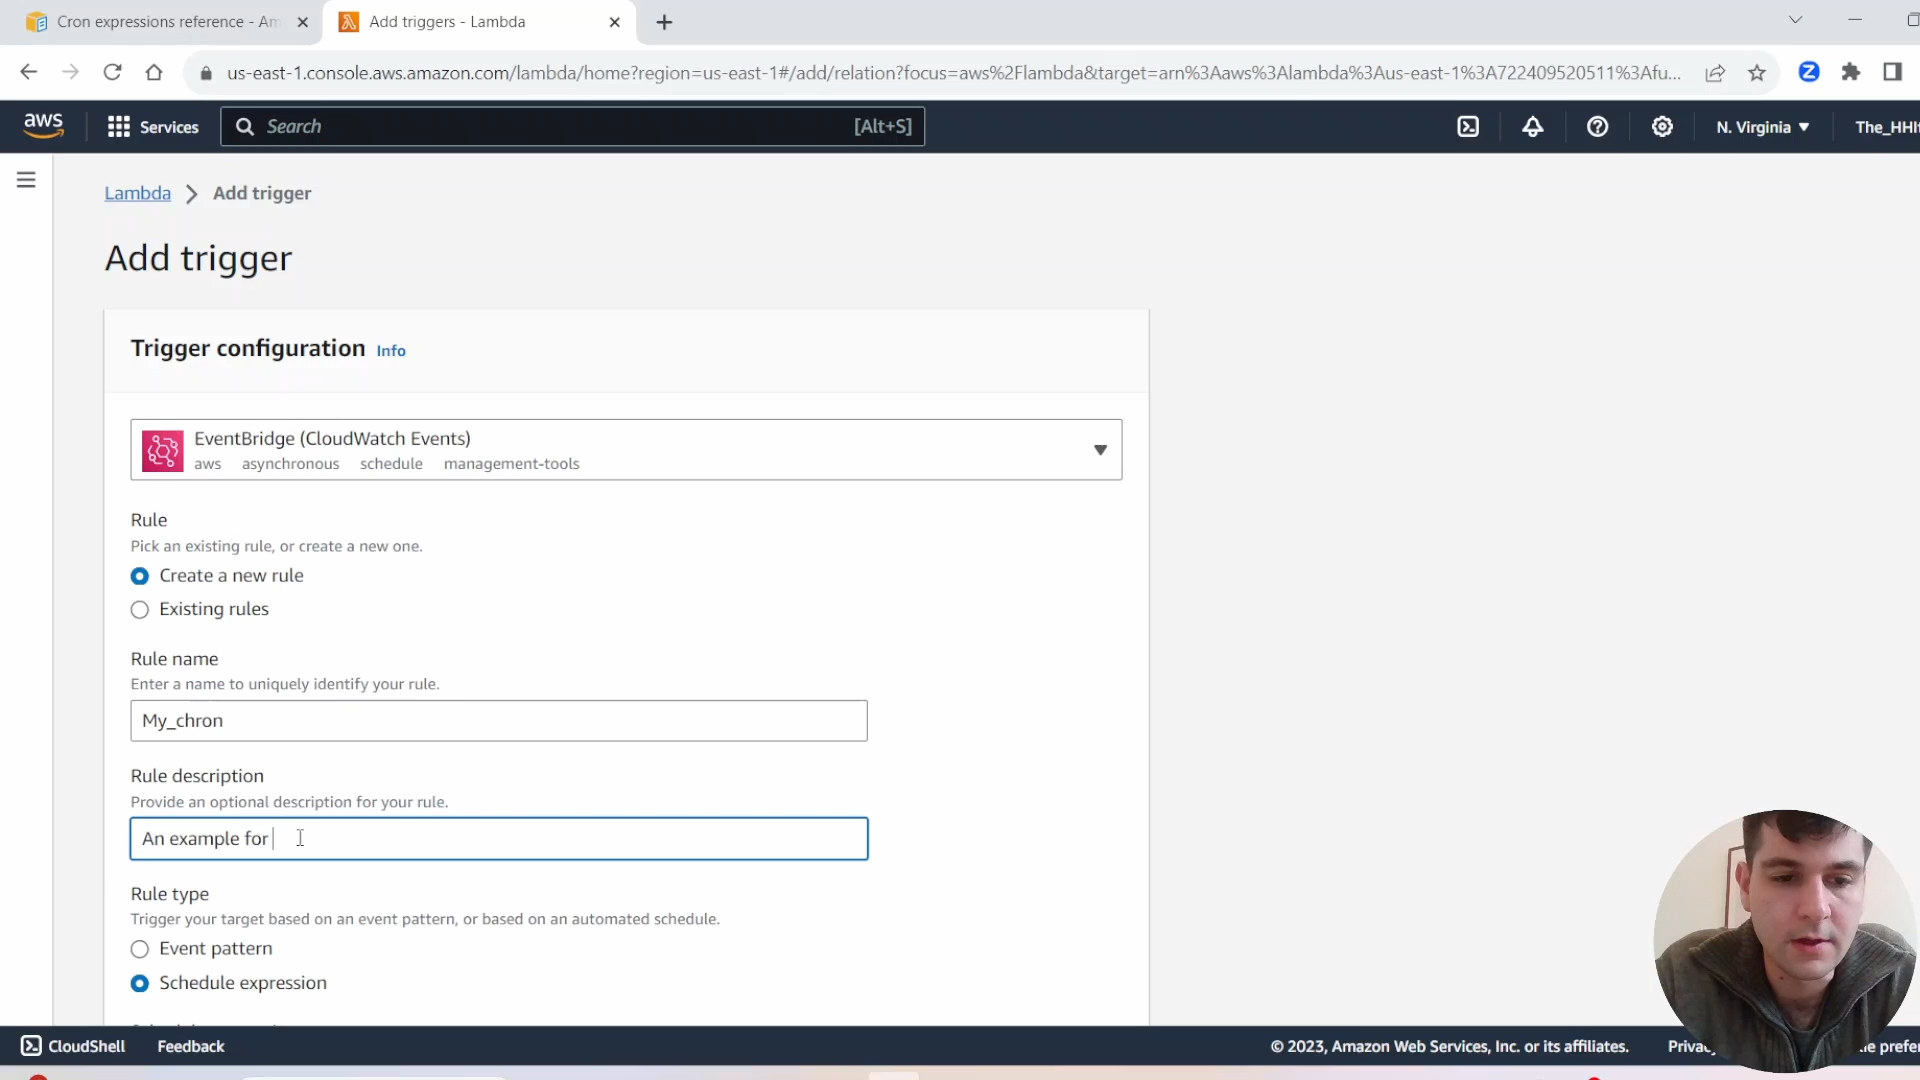 Cron expressions reference - Am
Add triggers - Lambda
us-east-1.console.aws.amazon.com/lambda/home?region=us-east-1#/add/relation?focus=aws%2Flambda&target=arn%3Aaws%3Alambda%3Aus-east-1%3A722409520511%3Afu...
Z
aws
Services
Search
[Alt+S]
N. Virginia
The_HHIt
Lambda
Add trigger
Add trigger
Trigger configuration Info
EventBridge (CloudWatch Events)
aws asynchronous schedule management-tools
Rule
Pick an existing rule, or create a new one.
Create a new rule
Existing rules
Rule name
Enter a name to uniquely identify your rule.
My_chron
Rule description
Provide an optional description for your rule.
An example for
Rule type
Trigger your target based on an event pattern, or based on an automated schedule.
Event pattern
Schedule expression
CloudShell
Feedback
© 2023, Amazon Web Services, Inc. or its affiliates.